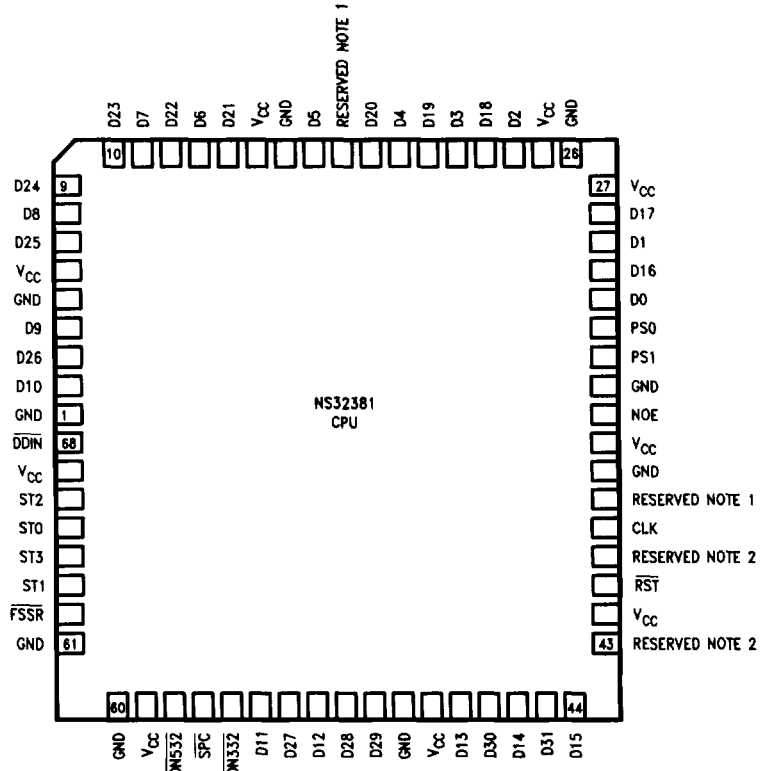 RESERVED NOTE 1
D23 D7 D22 D6 D21 VCC GND D5 D20 D4 D19 D3 D18 D2 VCC GND
10 26
D24 9 27 VCC
D8 D17
D25 D1
VCC D16
GND D0
D9 PS0
D26 PS1
D10 GND
NS32381
CPU
GND 1 NOE
DDIN 68 VCC
VCC GND
ST2 RESERVED NOTE 1
ST0 CLK
ST3 RESERVED NOTE 2
ST1 RST
FSSR VCC
GND 61 43 RESERVED NOTE 2
60 44
GND VCC SPC D11 D27 D12 D28 D29 GND VCC D13 D30 D14 D31 D15